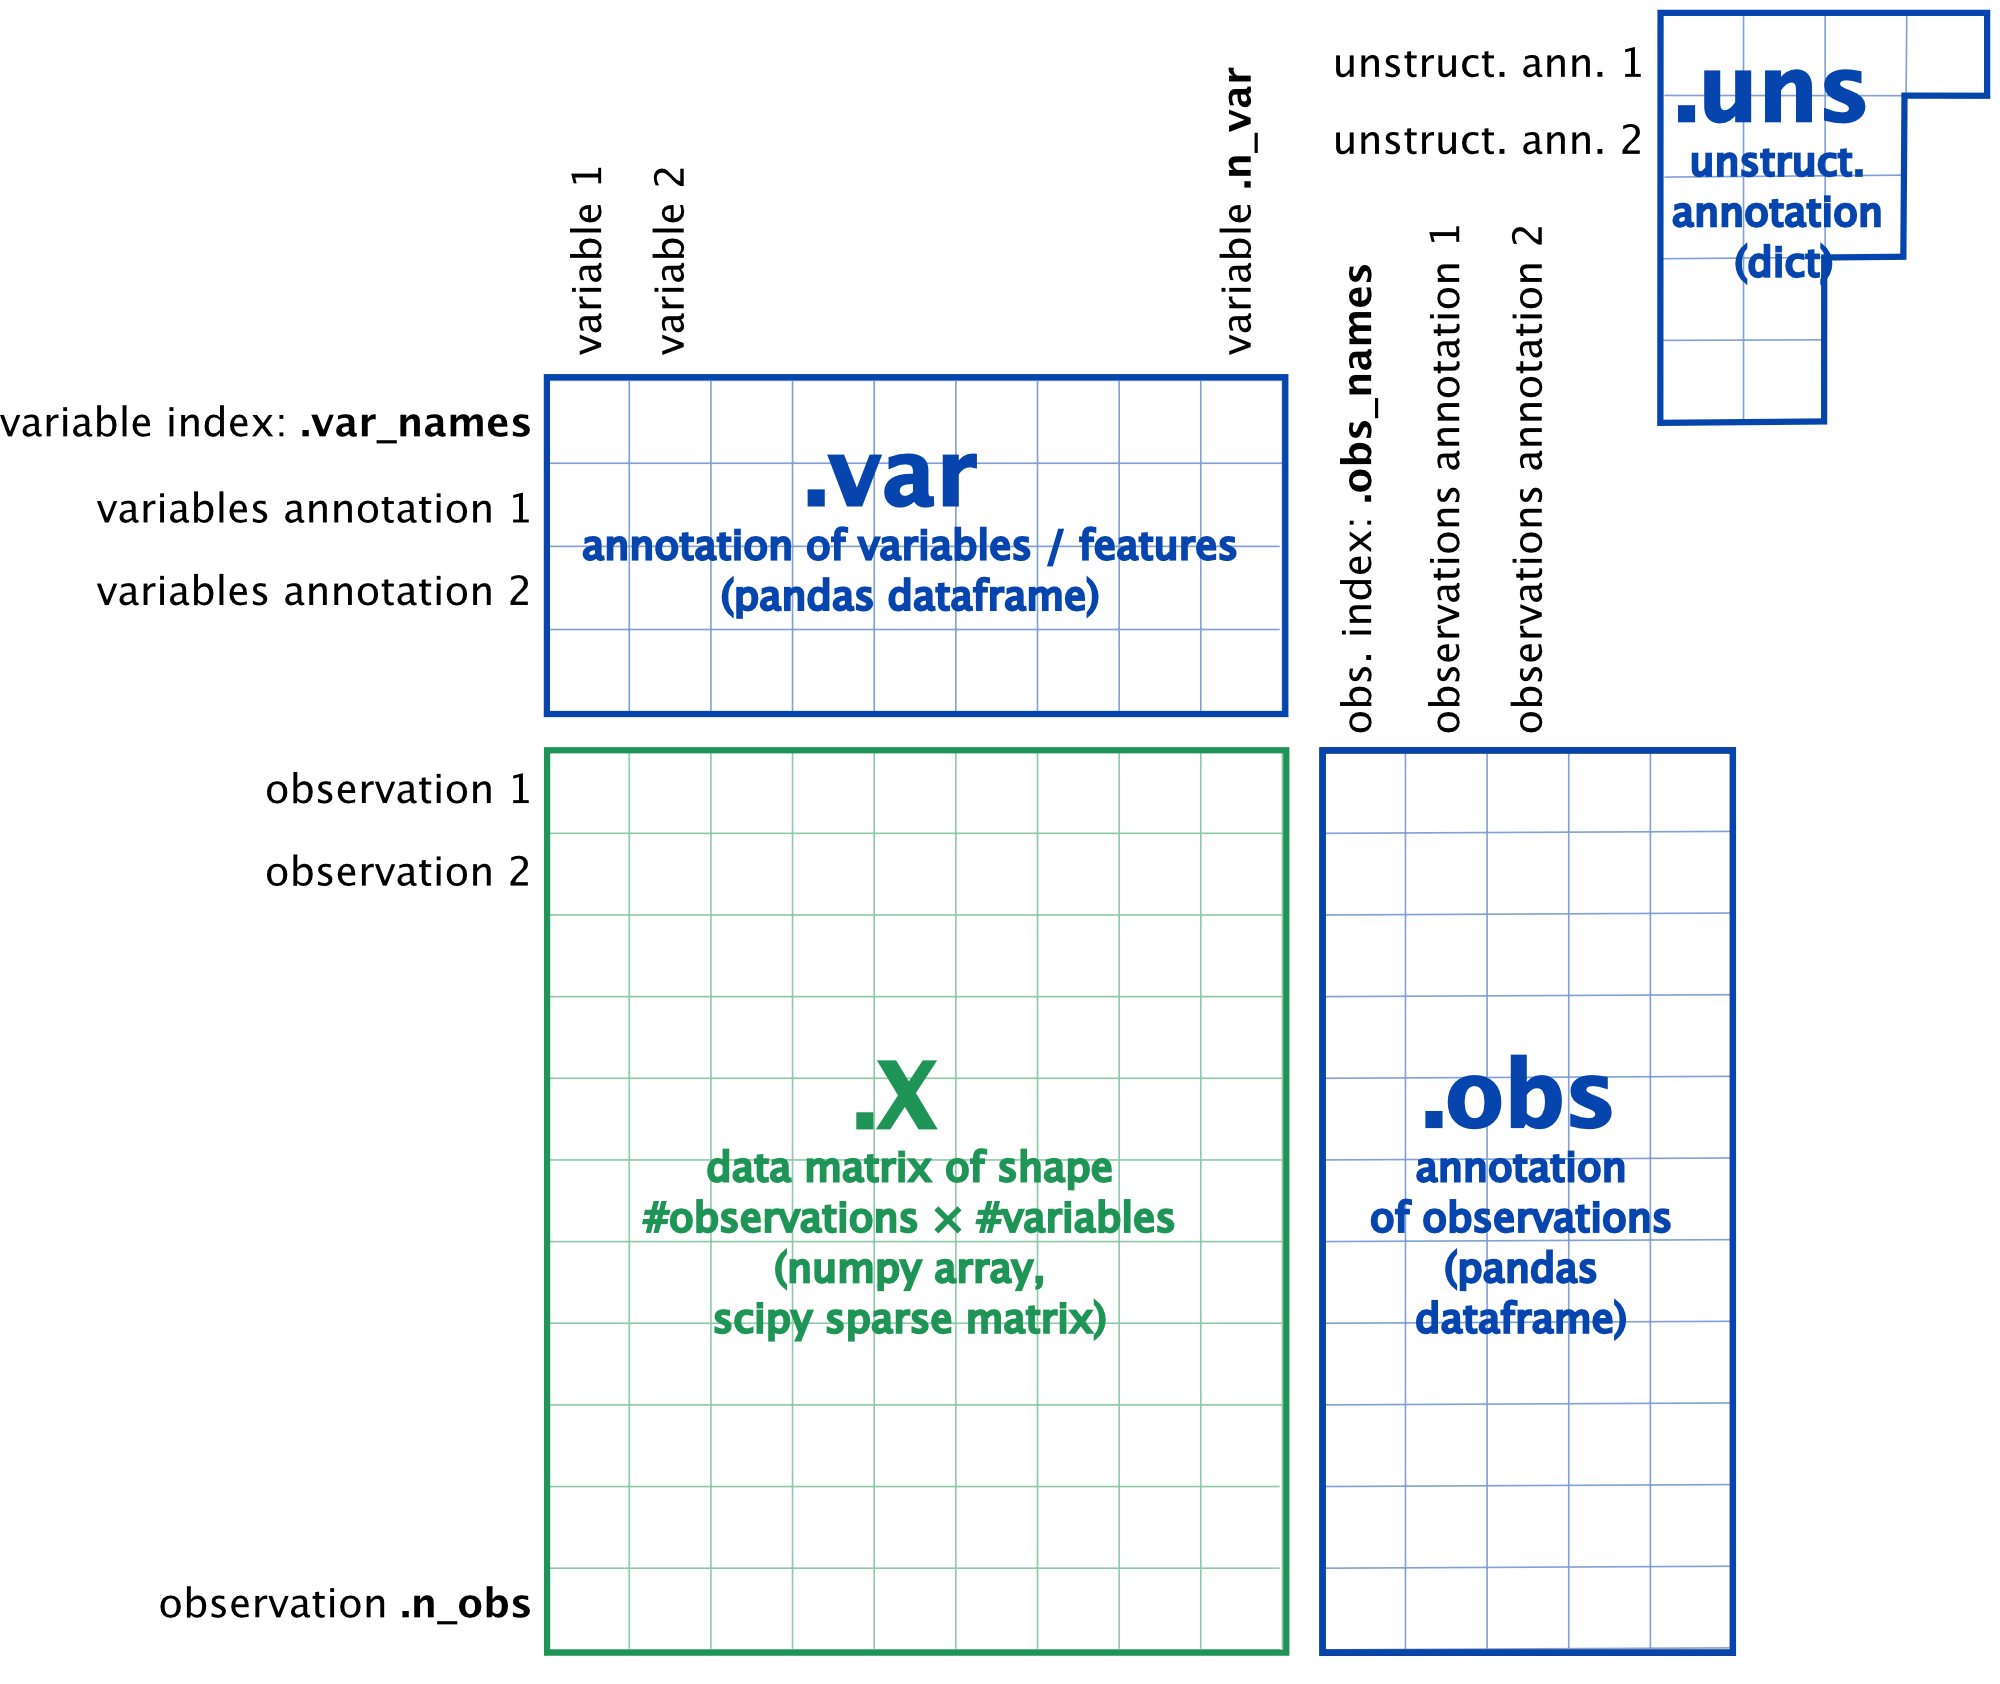 unstruct. ann. 1
unstruct. ann. 2
.uns
unstruct.
annotation
(dict)
variable 1
variable 2
variable .n_var
variable index: .var_names
variables annotation 1
variables annotation 2
.var
annotation of variables / features
(pandas dataframe)
obs. index: .obs_names
observations annotation 1
observations annotation 2
observation 1
observation 2
observation .n_obs
.X
data matrix of shape
#observations × #variables
(numpy array,
scipy sparse matrix)
.obs
annotation
of observations
(pandas
dataframe)